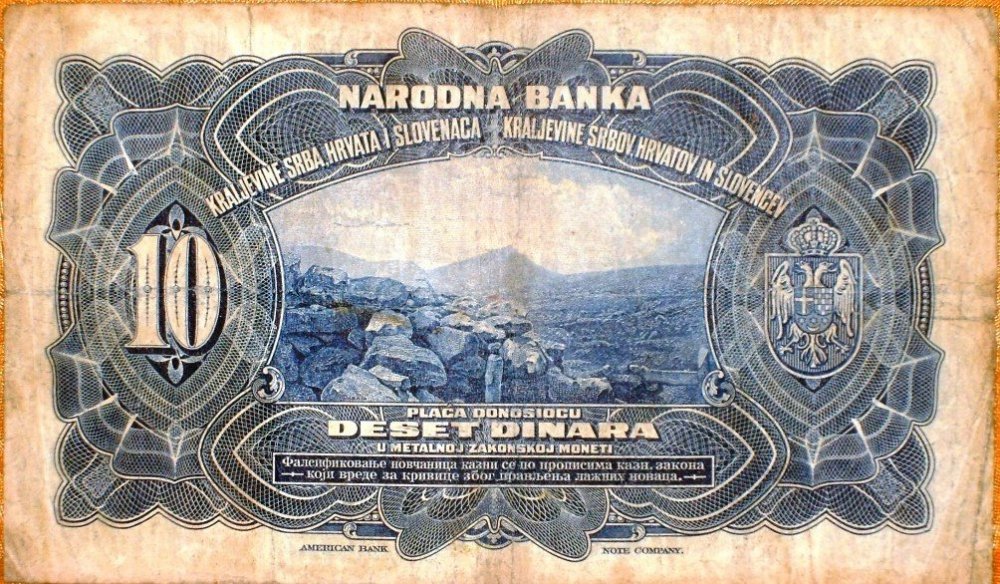 NARODNA BANKA
KRALJEVINE SRBA, HRVATA I SLOVENACA KRALJEVINE SRBOV, HRVATOV IN SLOVENCEV
10
PLAĆA DONOSIOCU
DESET DINARA
U METALNOJ ZAKONSKOJ MONETI
Фалсификовање новчаница казни се по прописима казн. закона
који вреде за кривице због прављења лажних новаца.
AMERICAN BANK NOTE COMPANY.